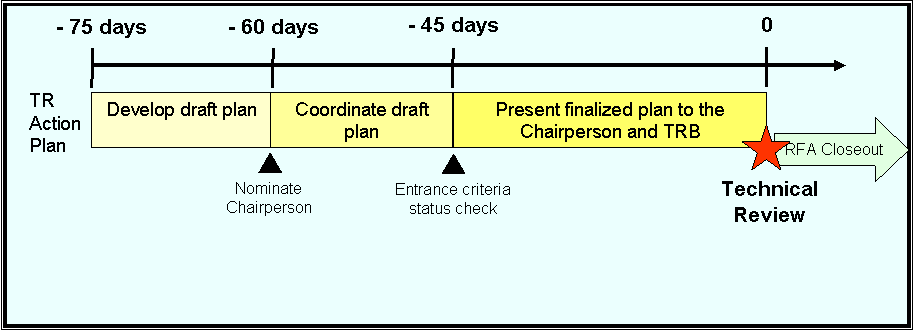 - 75 days
- 60 days
- 45 days
0
TR
Action
Plan
Develop draft plan
Coordinate draft
plan
Present finalized plan to the
Chairperson and TRB
RFA Closeout
Nominate
Chairperson
Entrance criteria
status check
Technical
Review